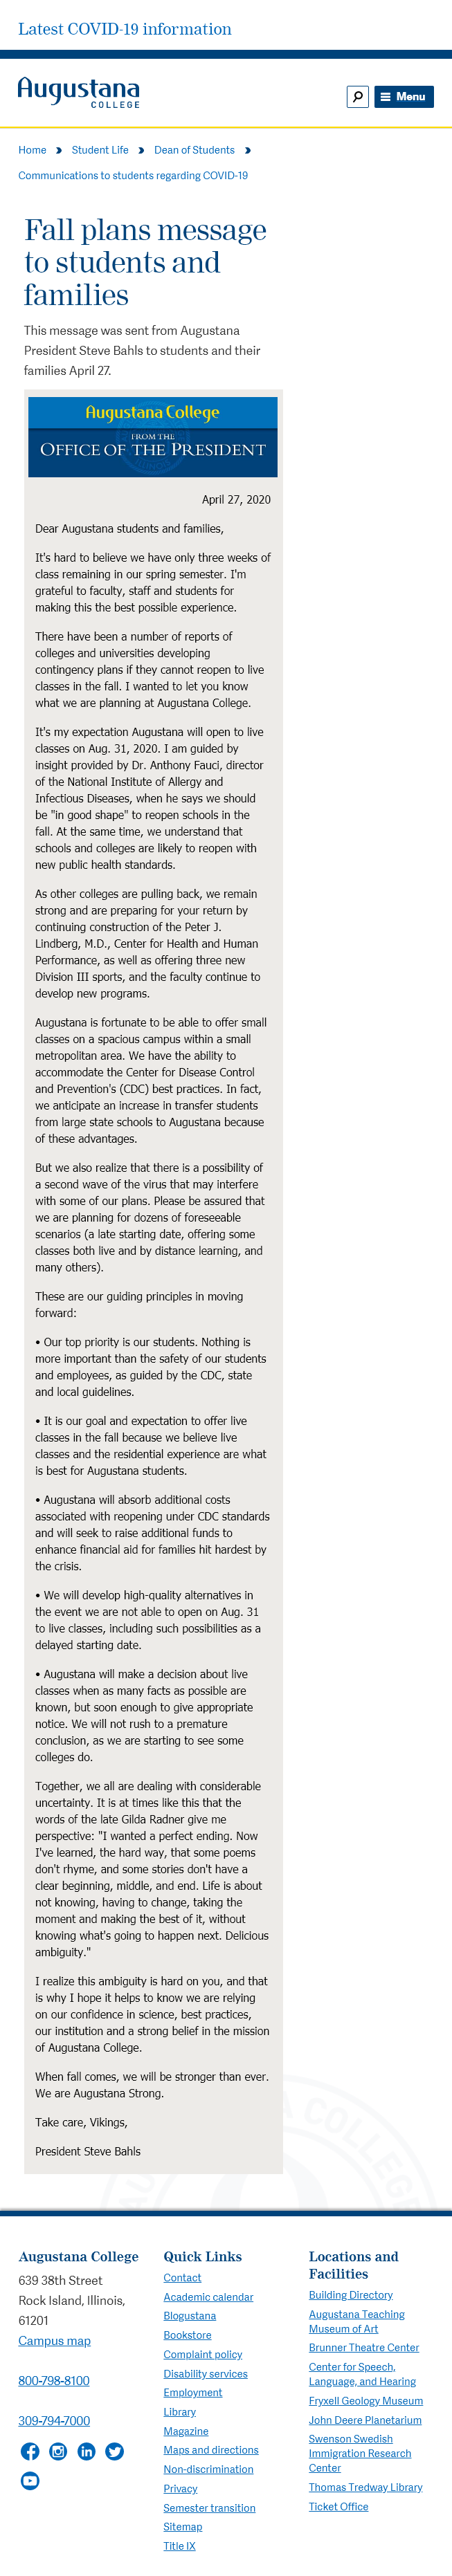 Latest COVID-19 information
Augustana
COLLEGE
Menu
Home
Student Life
Dean of Students
Communications to students regarding COVID-19
Fall plans message
to students and
families
This message was sent from Augustana
President Steve Bahls to students and their
families April 27.
Augustana College
FROM THE
OFFICE OF THE PRESIDENT
April 27, 2020
Dear Augustana students and families,
It's hard to believe we have only three weeks of
class remaining in our spring semester. I'm
grateful to faculty, staff and students for
making this the best possible experience.
There have been a number of reports of
colleges and universities developing
contingency plans if they cannot reopen to live
classes in the fall. I wanted to let you know
what we are planning at Augustana College.
It's my expectation Augustana will open to live
classes on Aug. 31, 2020. I am guided by
insight provided by Dr. Anthony Fauci, director
of the National Institute of Allergy and
Infectious Diseases, when he says we should
be "in good shape" to reopen schools in the
fall. At the same time, we understand that
schools and colleges are likely to reopen with
new public health standards.
As other colleges are pulling back, we remain
strong and are preparing for your return by
continuing construction of the Peter J.
Lindberg, M.D., Center for Health and Human
Performance, as well as offering three new
Division III sports, and the faculty continue to
develop new programs.
Augustana is fortunate to be able to offer small
classes on a spacious campus within a small
metropolitan area. We have the ability to
accommodate the Center for Disease Control
and Prevention's (CDC) best practices. In fact,
we anticipate an increase in transfer students
from large state schools to Augustana because
of these advantages.
But we also realize that there is a possibility of
a second wave of the virus that may interfere
with some of our plans. Please be assured that
we are planning for dozens of foreseeable
scenarios (a late starting date, offering some
classes both live and by distance learning, and
many others).
These are our guiding principles in moving
forward:
• Our top priority is our students. Nothing is
more important than the safety of our students
and employees, as guided by the CDC, state
and local guidelines.
• It is our goal and expectation to offer live
classes in the fall because we believe live
classes and the residential experience are what
is best for Augustana students.
• Augustana will absorb additional costs
associated with reopening under CDC standards
and will seek to raise additional funds to
enhance financial aid for families hit hardest by
the crisis.
• We will develop high-quality alternatives in
the event we are not able to open on Aug. 31
to live classes, including such possibilities as a
delayed starting date.
• Augustana will make a decision about live
classes when as many facts as possible are
known, but soon enough to give appropriate
notice. We will not rush to a premature
conclusion, as we are starting to see some
colleges do.
Together, we all are dealing with considerable
uncertainty. It is at times like this that the
words of the late Gilda Radner give me
perspective: "I wanted a perfect ending. Now
I've learned, the hard way, that some poems
don't rhyme, and some stories don't have a
clear beginning, middle, and end. Life is about
not knowing, having to change, taking the
moment and making the best of it, without
knowing what's going to happen next. Delicious
ambiguity."
I realize this ambiguity is hard on you, and that
is why I hope it helps to know we are relying
on our confidence in science, best practices,
our institution and a strong belief in the mission
of Augustana College.
When fall comes, we will be stronger than ever.
We are Augustana Strong.
Take care, Vikings,
President Steve Bahls
Augustana College
639 38th Street
Rock Island, Illinois,
61201
Campus map
800-798-8100
309-794-7000
Quick Links
Contact
Academic calendar
Blogustana
Bookstore
Complaint policy
Disability services
Employment
Library
Magazine
Maps and directions
Non-discrimination
Privacy
Semester transition
Sitemap
Title IX
Locations and
Facilities
Building Directory
Augustana Teaching
Museum of Art
Brunner Theatre Center
Center for Speech,
Language, and Hearing
Fryxell Geology Museum
John Deere Planetarium
Swenson Swedish
Immigration Research
Center
Thomas Tredway Library
Ticket Office